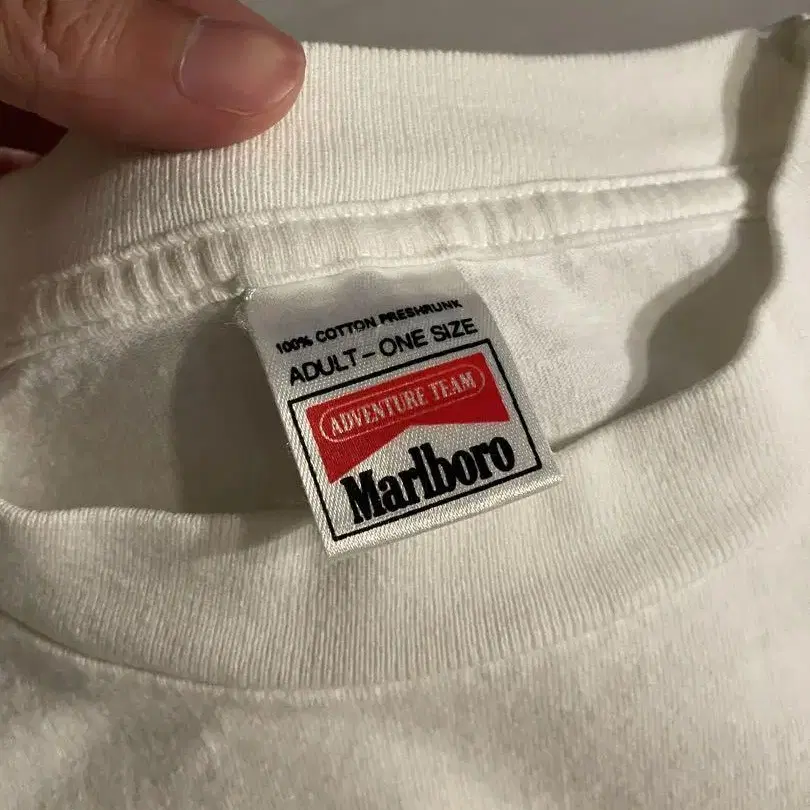 100% COTTON PRESHRUNK
ADULT - ONE SIZE
ADVENTURE TEAM
Marlboro